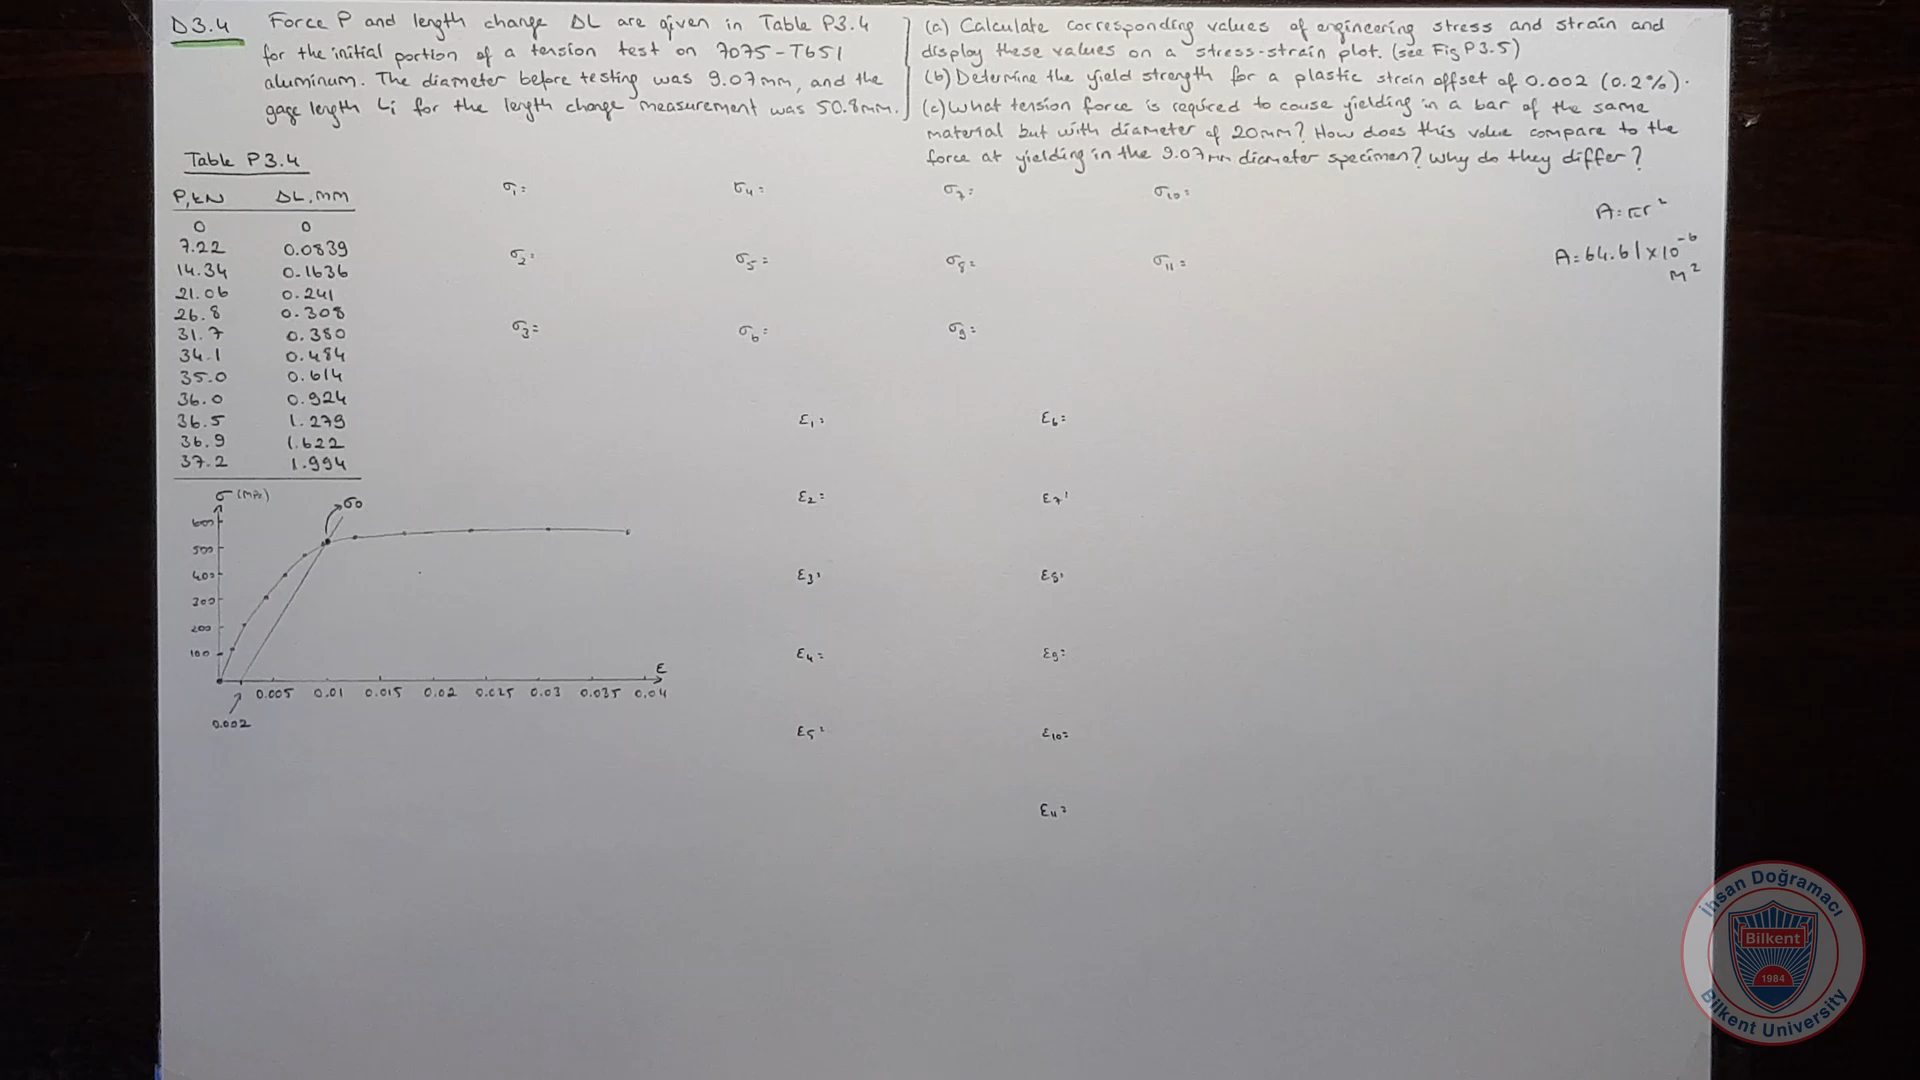 D3.4 Force P and length change ΔL are given in Table P3.4
for the initial portion of a tension test on 7075-T651
aluminum. The diameter before testing was 9.07mm, and the
gage length Li for the length change measurement was 50.8mm.
(a) Calculate corresponding values of engineering stress and strain and
display these values on a stress-strain plot. (see Fig P3.5)
(b) Determine the yield strength for a plastic strain offset of 0.002 (0.2%).
(c) What tension force is required to cause yielding in a bar of the same
material but with diameter of 20mm? How does this value compare to the
force at yielding in the 9.07mm diameter specimen? Why do they differ?
Table P3.4
P, kN ΔL, mm
0 0
7.22 0.0839
14.34 0.1636
21.06 0.241
26.8 0.308
31.7 0.380
34.1 0.484
35.0 0.614
36.0 0.924
36.5 1.279
36.9 1.622
37.2 1.994
σ1= σ4= σ7= σ10=
σ2= σ5= σ8= σ11=
σ3= σ6= σ9=
A=πr²
A=64.61×10⁻⁶
m²
ε1= ε6=
ε2= ε7=
ε3= ε8=
ε4= ε9=
ε5= ε10=
ε11=
σ (MPa)
σ0
600
500
400
300
200
100
ε
0.005 0.01 0.015 0.02 0.025 0.03 0.035 0.04
0.002
İhsan Doğramacı
Bilkent
1984
Bilkent University